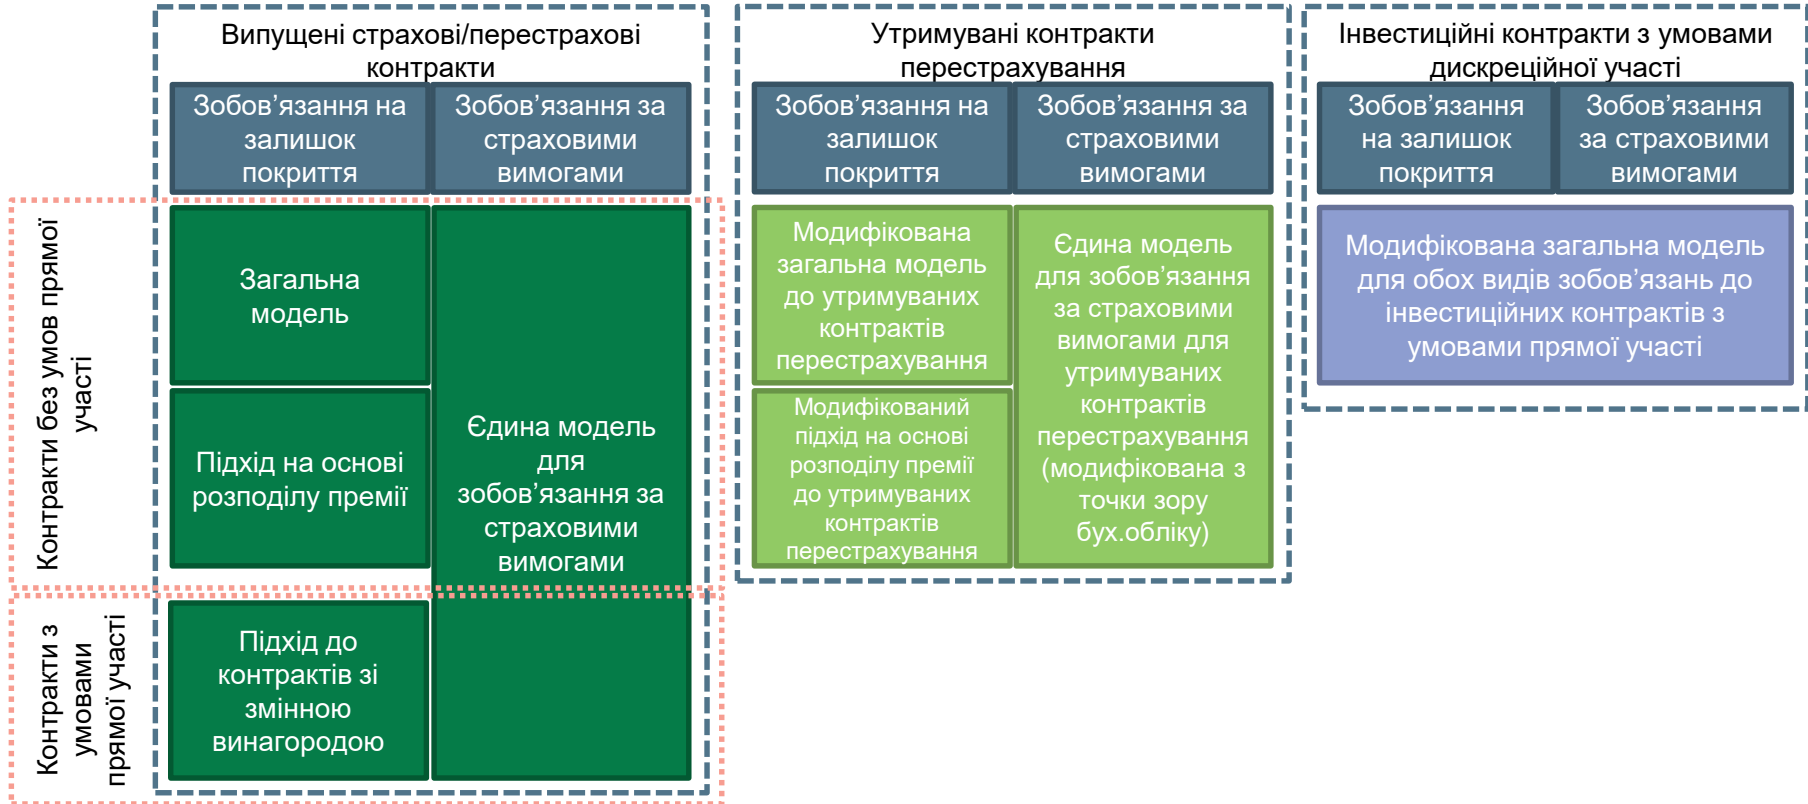 Випущені страхові/перестрахові
контракти
Зобов’язання на
залишок
покриття
Зобов’язання за
страховими
вимогами
Утримувані контракти
перестрахування
Зобов’язання на
залишок
покриття
Зобов’язання за
страховими
вимогами
Інвестиційні контракти з умовами
дискреційної участі
Зобов’язання
на залишок
покриття
Зобов’язання
за страховими
вимогами
Контракти без умов прямої
участі
Загальна
модель
Підхід на основі
розподілу премії
Єдина модель
для
зобов’язання за
страховими
вимогами
Модифікована
загальна модель
до утримуваних
контрактів
перестрахування
Модифікований
підхід на основі
розподілу премії
до утримуваних
контрактів
перестрахування
Єдина модель
для зобов’язання
за страховими
вимогами для
утримуваних
контрактів
перестрахування
(модифікована з
точки зору
бух.обліку)
Модифікована загальна модель
для обох видів зобов’язань до
інвестиційних контрактів з
умовами прямої участі
Контракти з
умовами
прямої участі
Підхід до
контрактів зі
змінною
винагородою